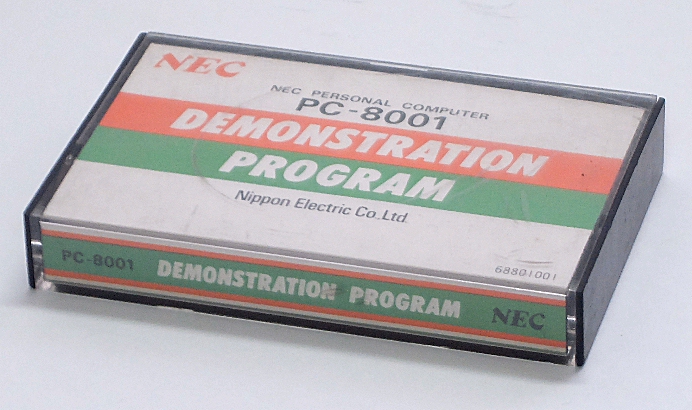 NEC
NEC PERSONAL COMPUTER
PC-8001
DEMONSTRATION
PROGRAM
Nippon Electric Co.,Ltd.
68801001
PC-8001 DEMONSTRATION PROGRAM NEC